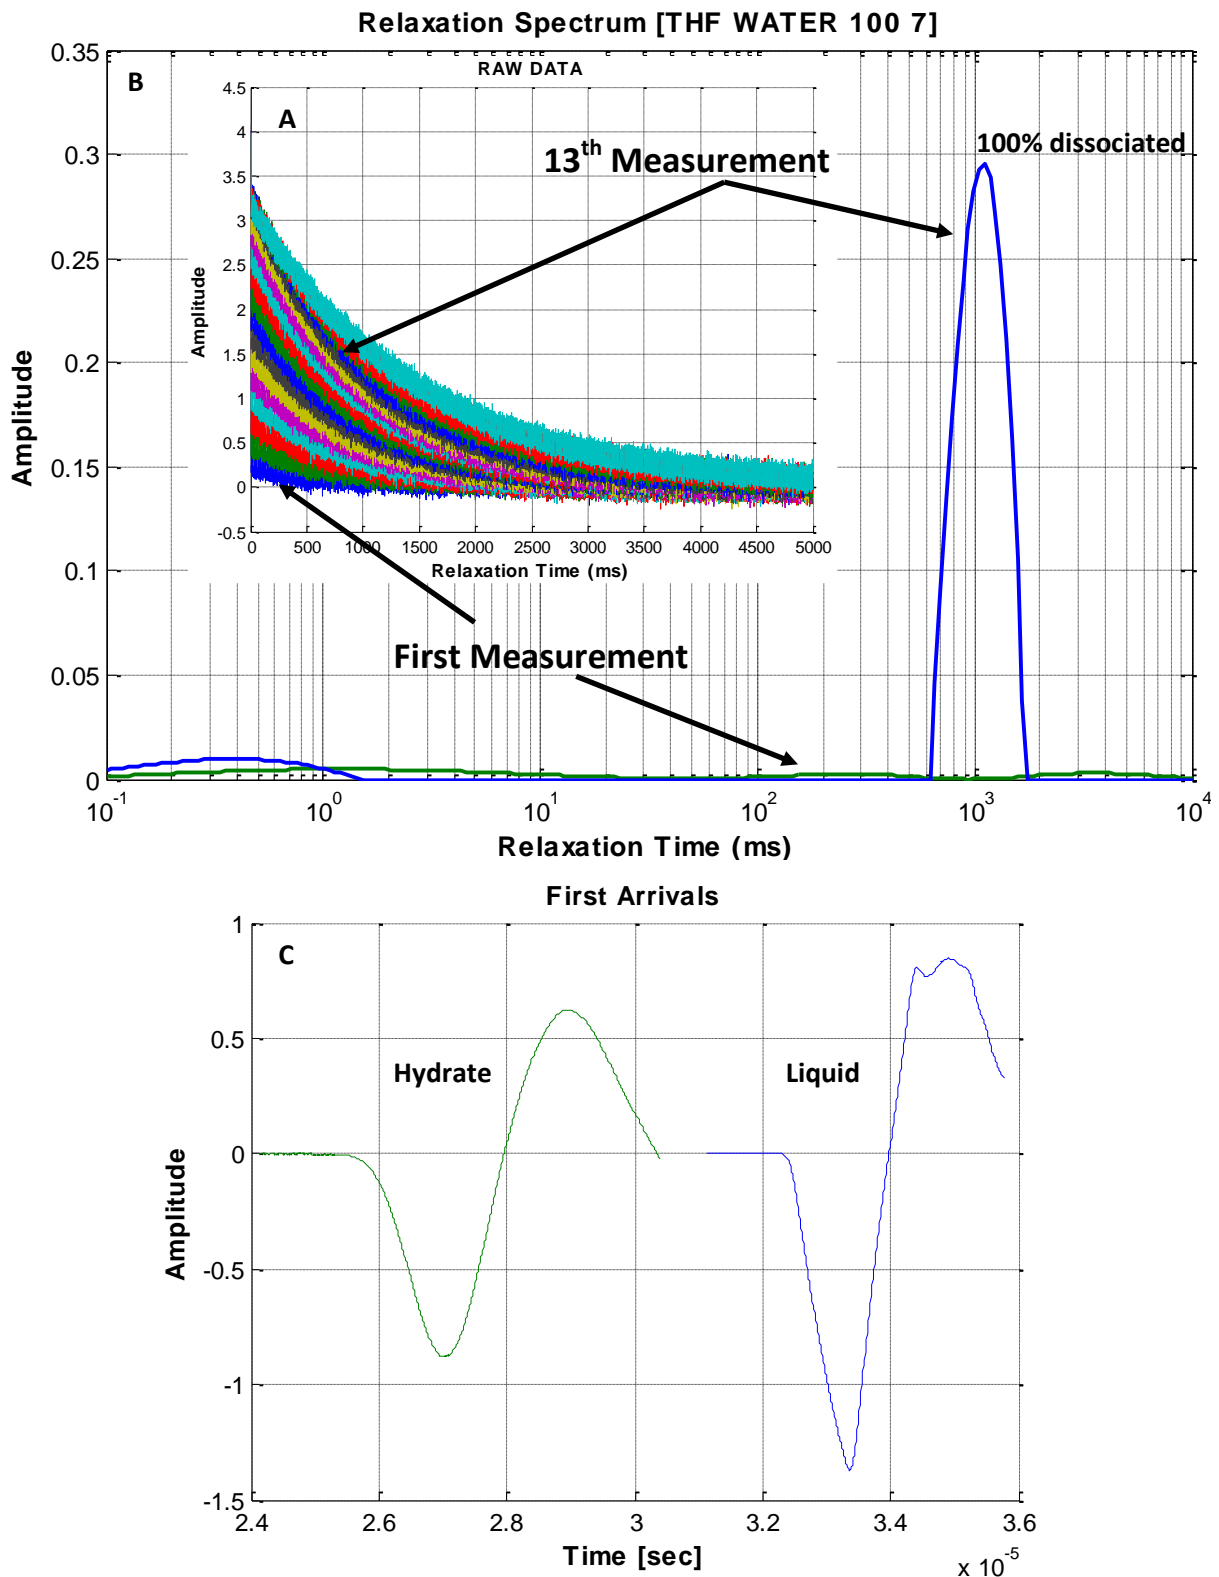 Relaxation Spectrum [THF WATER 100 7]
0.35
0.3
0.25
0.2
0.15
0.1
0.05
0
Amplitude
B
RAW DATA
4.5
4
3.5
3
2.5
2
1.5
1
0.5
0
-0.5
Amplitude
A
13th Measurement
100% dissociated
0 500 1000 1500 2000 2500 3000 3500 4000 4500 5000
Relaxation Time (ms)
First Measurement
10-1 100 101 102 103 104
Relaxation Time (ms)
First Arrivals
1
0.5
0
-0.5
-1
-1.5
Amplitude
C
Hydrate
Liquid
2.4 2.6 2.8 3 3.2 3.4 3.6
Time [sec]
x 10-5